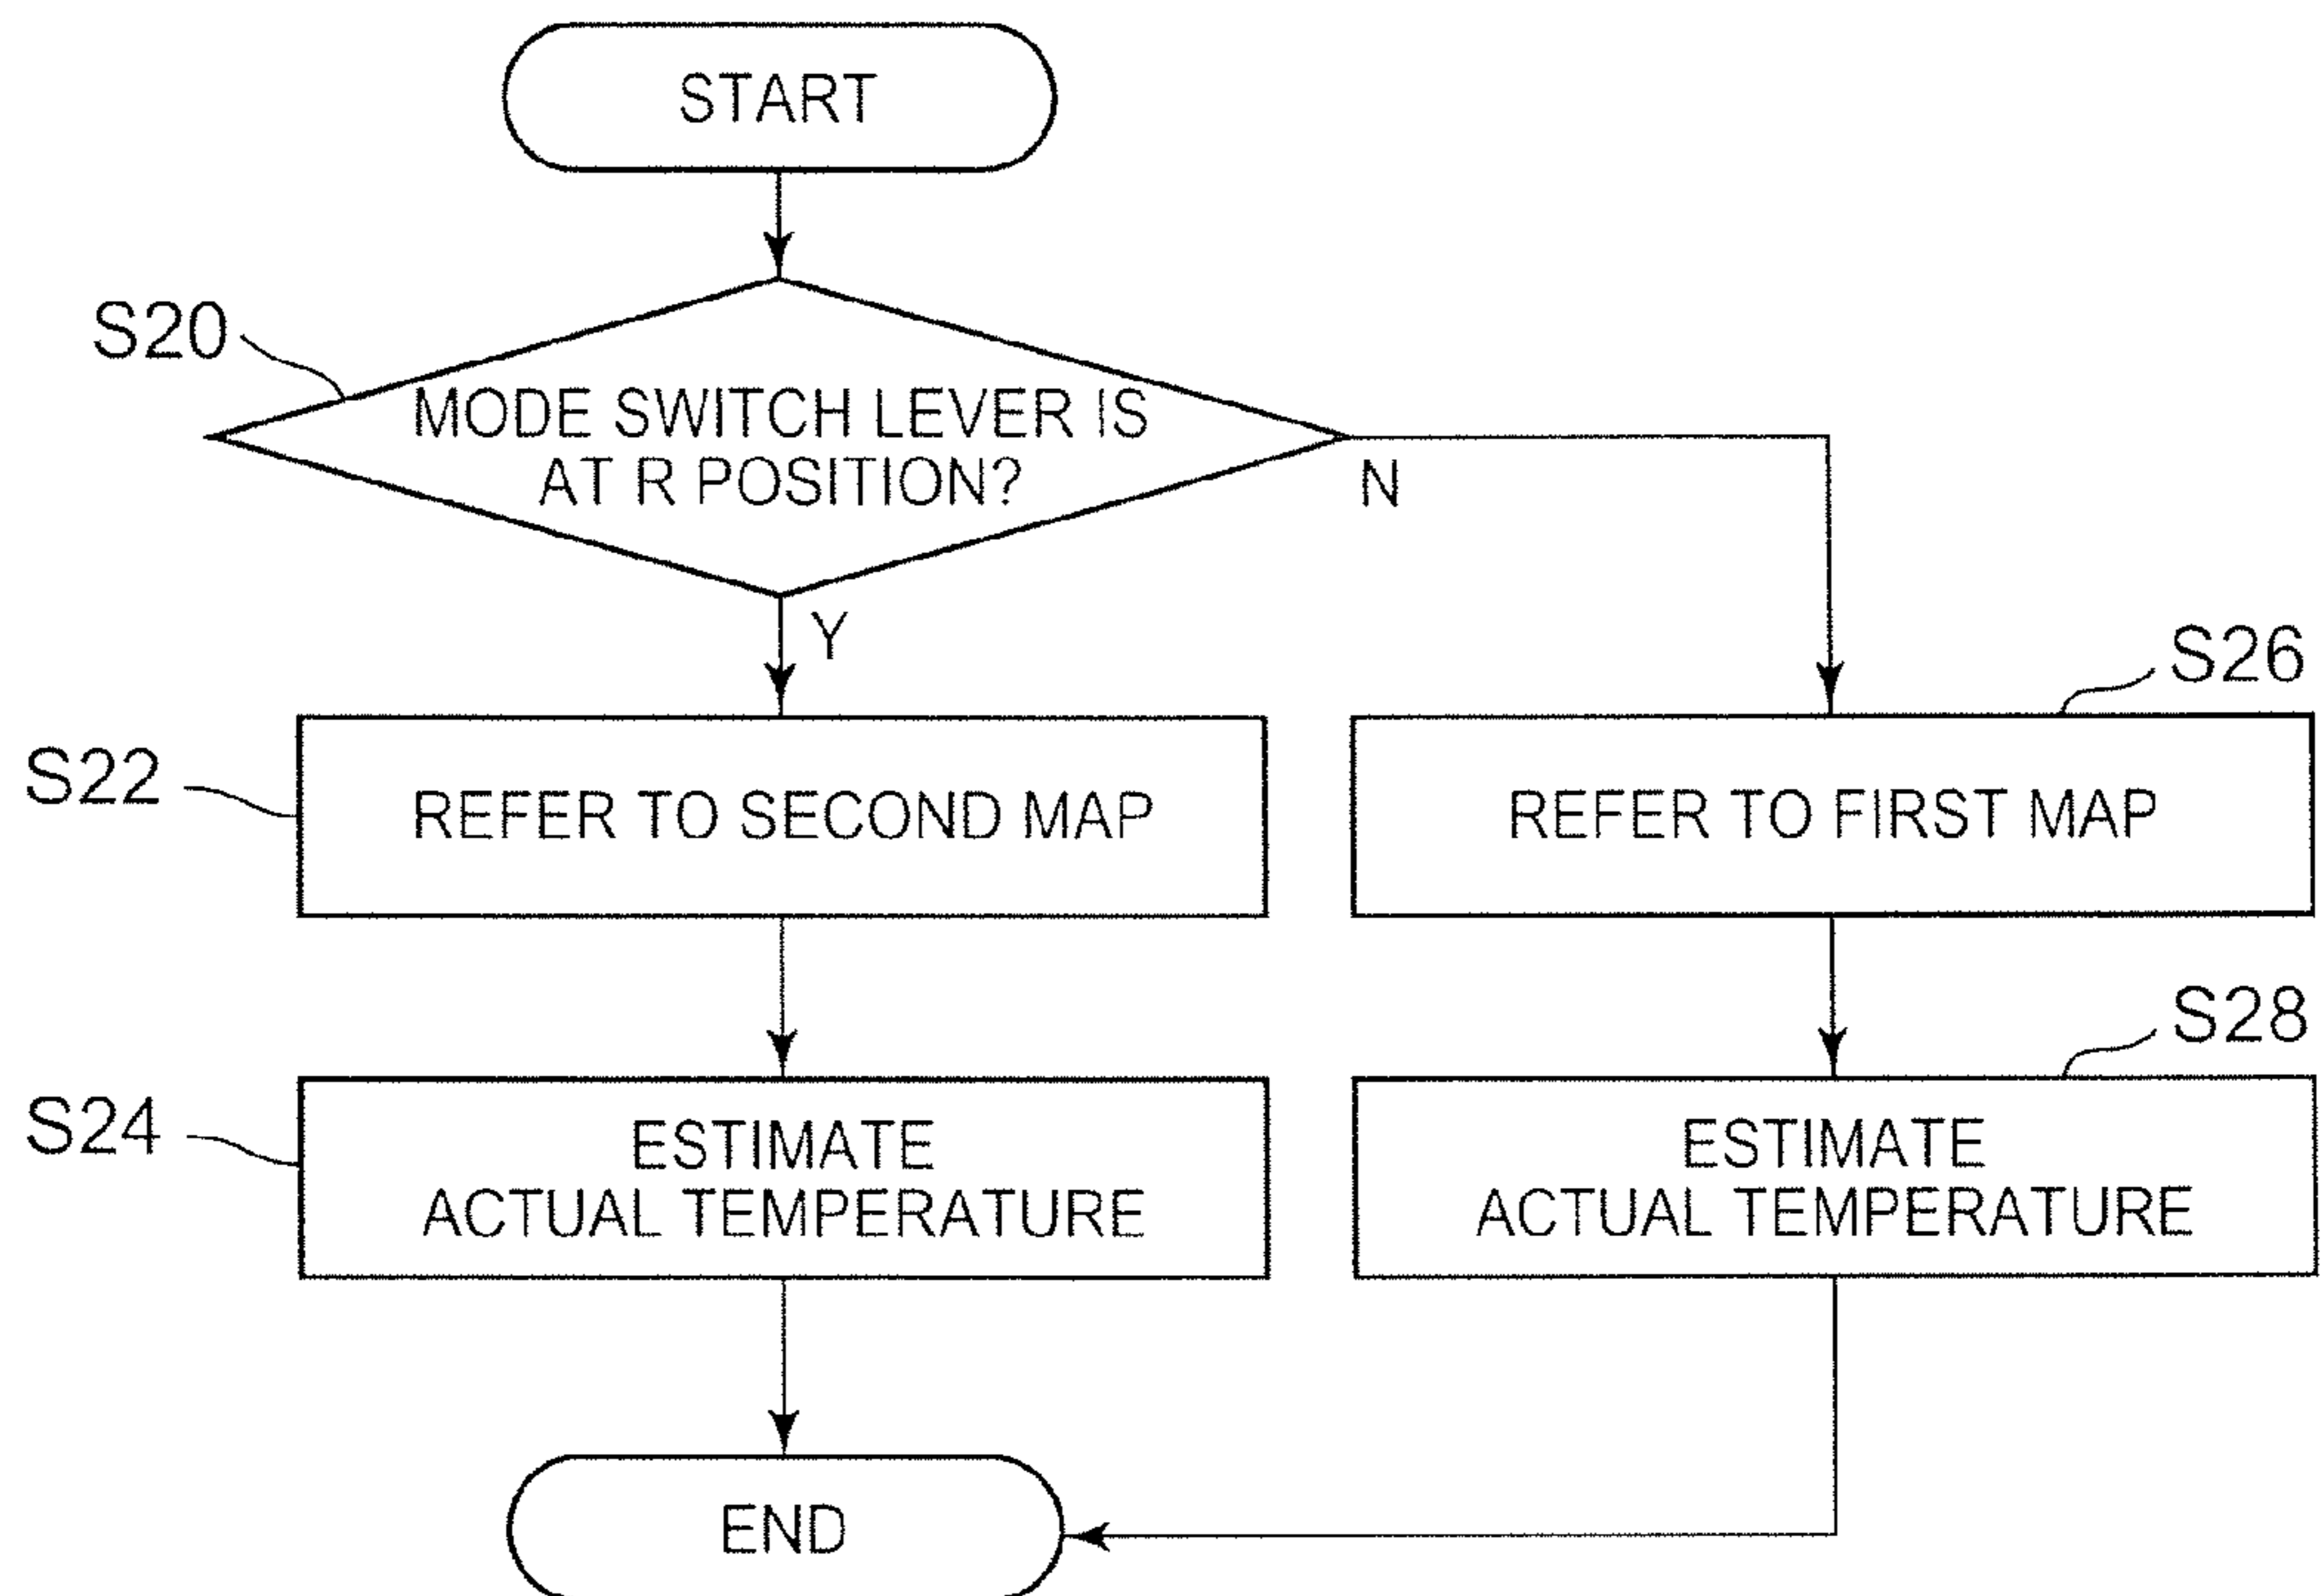 START
S20
MODE SWITCH LEVER IS
AT R POSITION?
N
Y
S26
S22
REFER TO SECOND MAP
REFER TO FIRST MAP
S28
S24
ESTIMATE
ACTUAL TEMPERATURE
ESTIMATE
ACTUAL TEMPERATURE
END